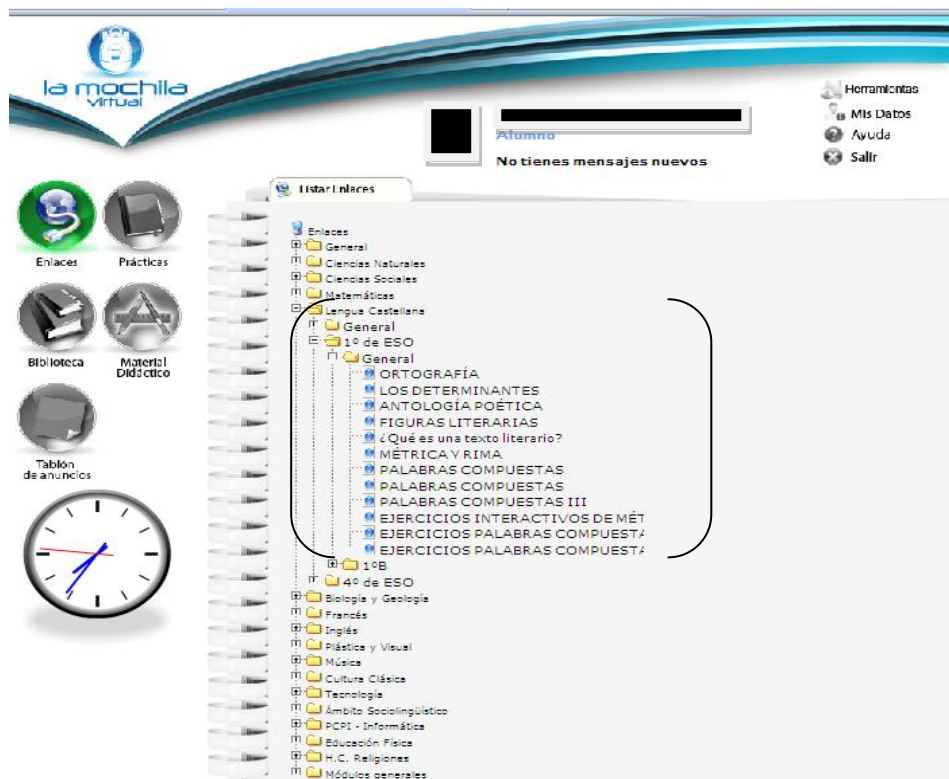 la mochila
virtual
Herramientas
Mis Datos
Ayuda
Salir
Alumno
No tienes mensajes nuevos
Listar Enlaces
Enlaces
Prácticas
Biblioteca
Material
Didáctico
Tablón
de anuncios
Enlaces
General
Ciencias Naturales
Ciencias Sociales
Matemáticas
Lengua Castellana
General
1º de ESO
General
ORTOGRAFÍA
LOS DETERMINANTES
ANTOLOGÍA POÉTICA
FIGURAS LITERARIAS
¿Qué es una texto literario?
MÉTRICA Y RIMA
PALABRAS COMPUESTAS
PALABRAS COMPUESTAS
PALABRAS COMPUESTAS III
EJERCICIOS INTERACTIVOS DE MÉT
EJERCICIOS PALABRAS COMPUESTA
EJERCICIOS PALABRAS COMPUESTA
1ºB
4º de ESO
Biología y Geología
Francés
Inglés
Plástica y Visual
Música
Cultura Clásica
Tecnología
Ámbito Sociolingüístico
PCPI - Informática
Educación Física
H.C. Religiones
Módulos generales